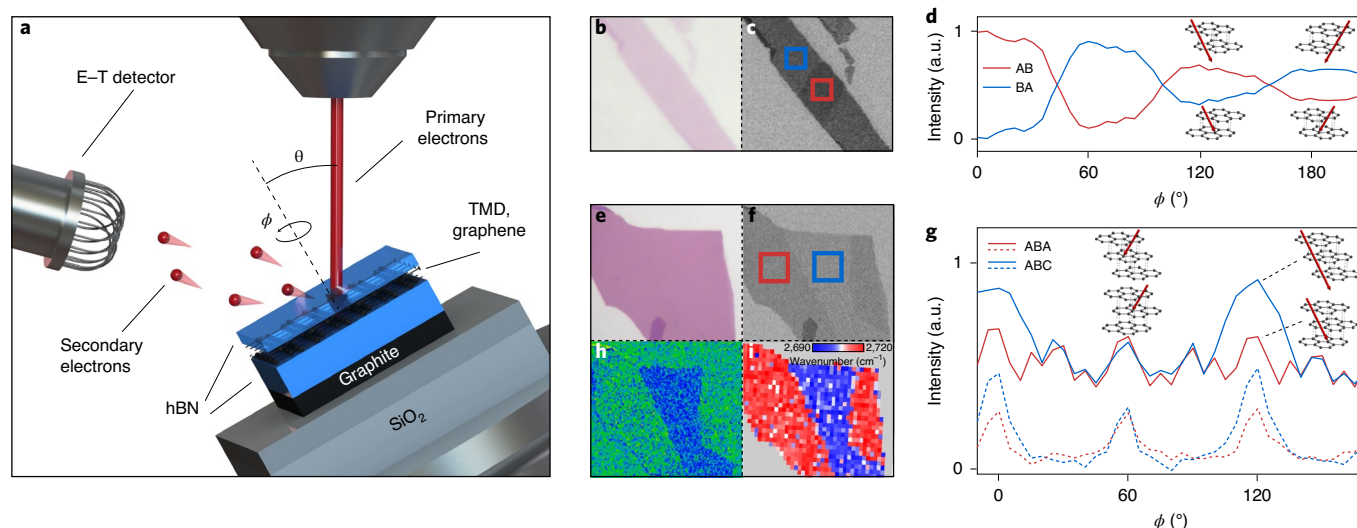 a
E–T detector
θ
Primary
electrons
ϕ
TMD,
graphene
Secondary
electrons
hBN
Graphite
SiO₂
b
c
d
1
0
Intensity (a.u.)
AB
BA
0
60
120
180
ϕ (°)
e
f
h
i
2,690
2,720
Wavenumber (cm⁻¹)
g
ABA
ABC
1
0
Intensity (a.u.)
0
60
120
ϕ (°)